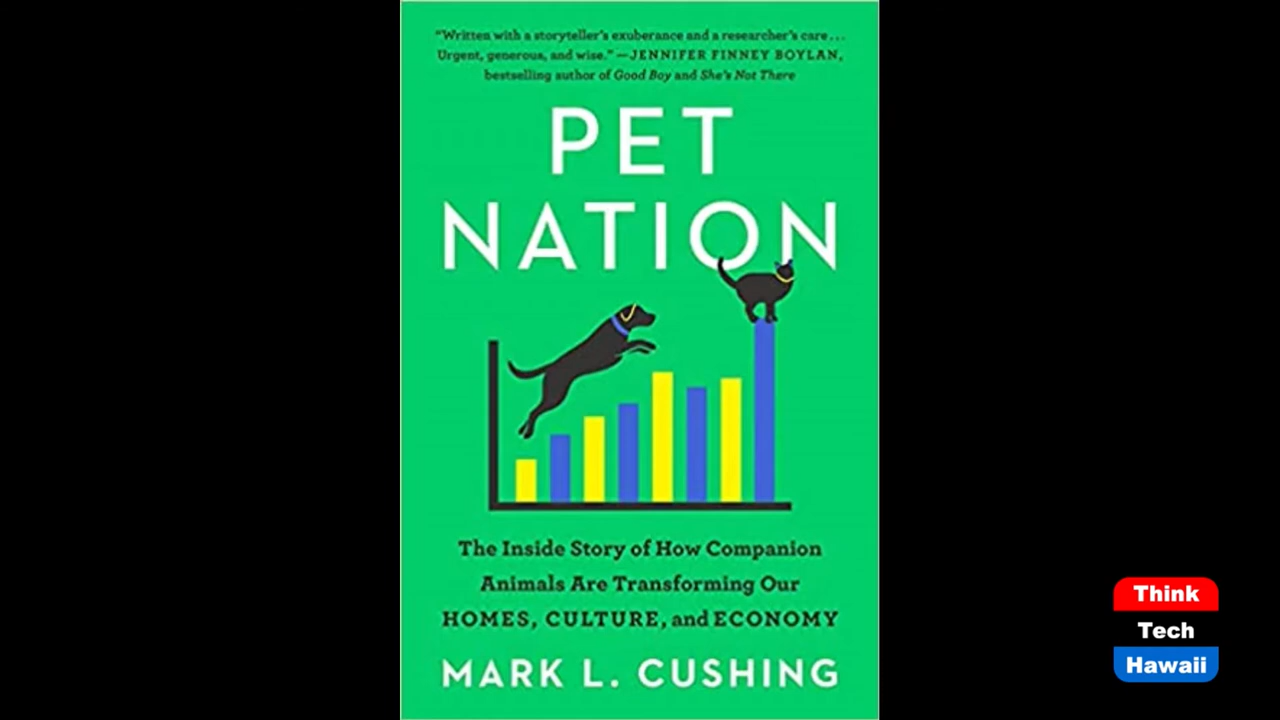 “Written with a storyteller’s exuberance and a researcher’s care . . .
Urgent, generous, and wise.” —JENNIFER FINNEY BOYLAN,
bestselling author of Good Boy and She’s Not There
PET
NATION
The Inside Story of How Companion
Animals Are Transforming Our
HOMES, CULTURE, and ECONOMY
MARK L. CUSHING
Think
Tech
Hawaii